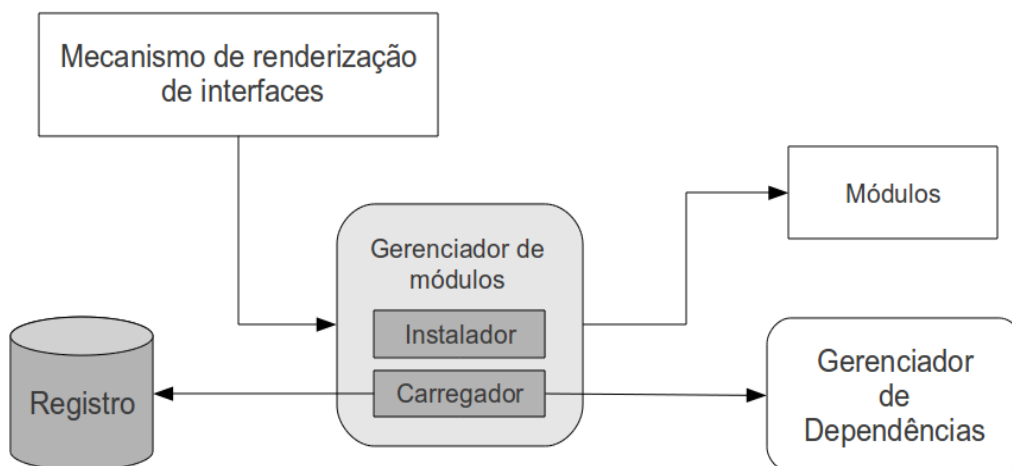 Mecanismo de renderização
de interfaces
Módulos
Gerenciador de
módulos
Instalador
Carregador
Registro
Gerenciador
de
Dependências